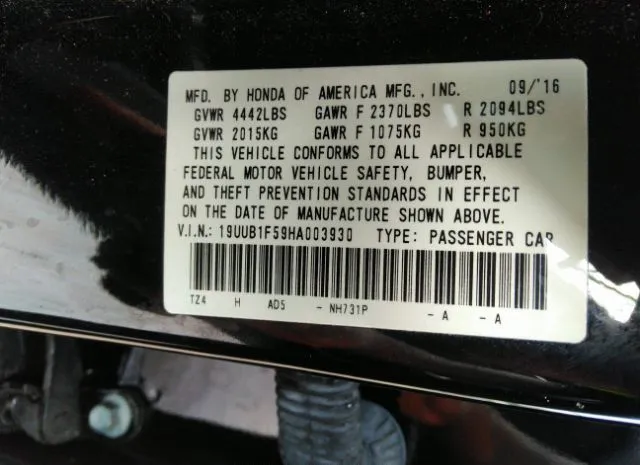 MFD. BY HONDA OF AMERICA MFG., INC. 09/'16
GVWR 4442LBS GAWR F 2370LBS R 2094LBS
GVWR 2015KG GAWR F 1075KG R 950KG
THIS VEHICLE CONFORMS TO ALL APPLICABLE
FEDERAL MOTOR VEHICLE SAFETY, BUMPER,
AND THEFT PREVENTION STANDARDS IN EFFECT
ON THE DATE OF MANUFACTURE SHOWN ABOVE.
V.I.N.: 19UUB1F59HA003930 TYPE: PASSENGER CAR
TZ4 H AD5 - NH731P - A - A